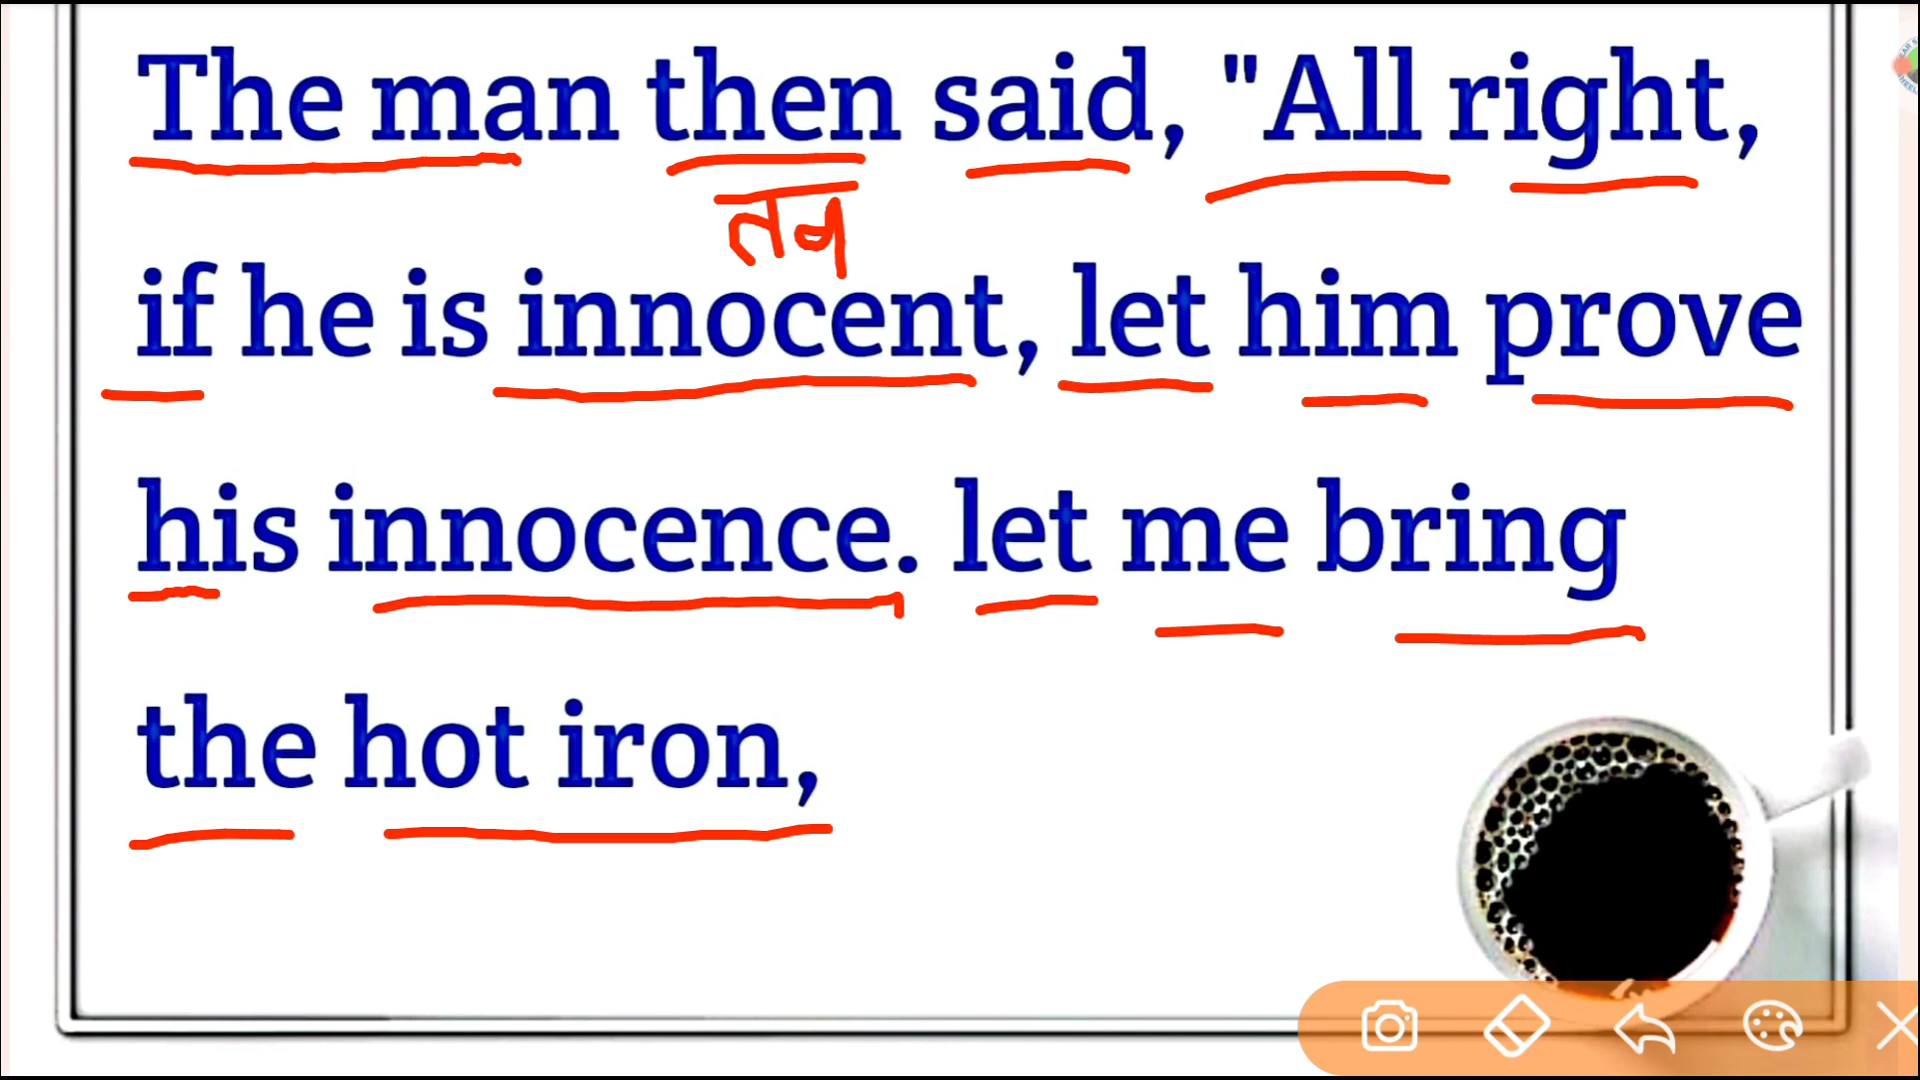 The man then said, "All right,
तब
if he is innocent, let him prove
his innocence. let me bring
the hot iron,